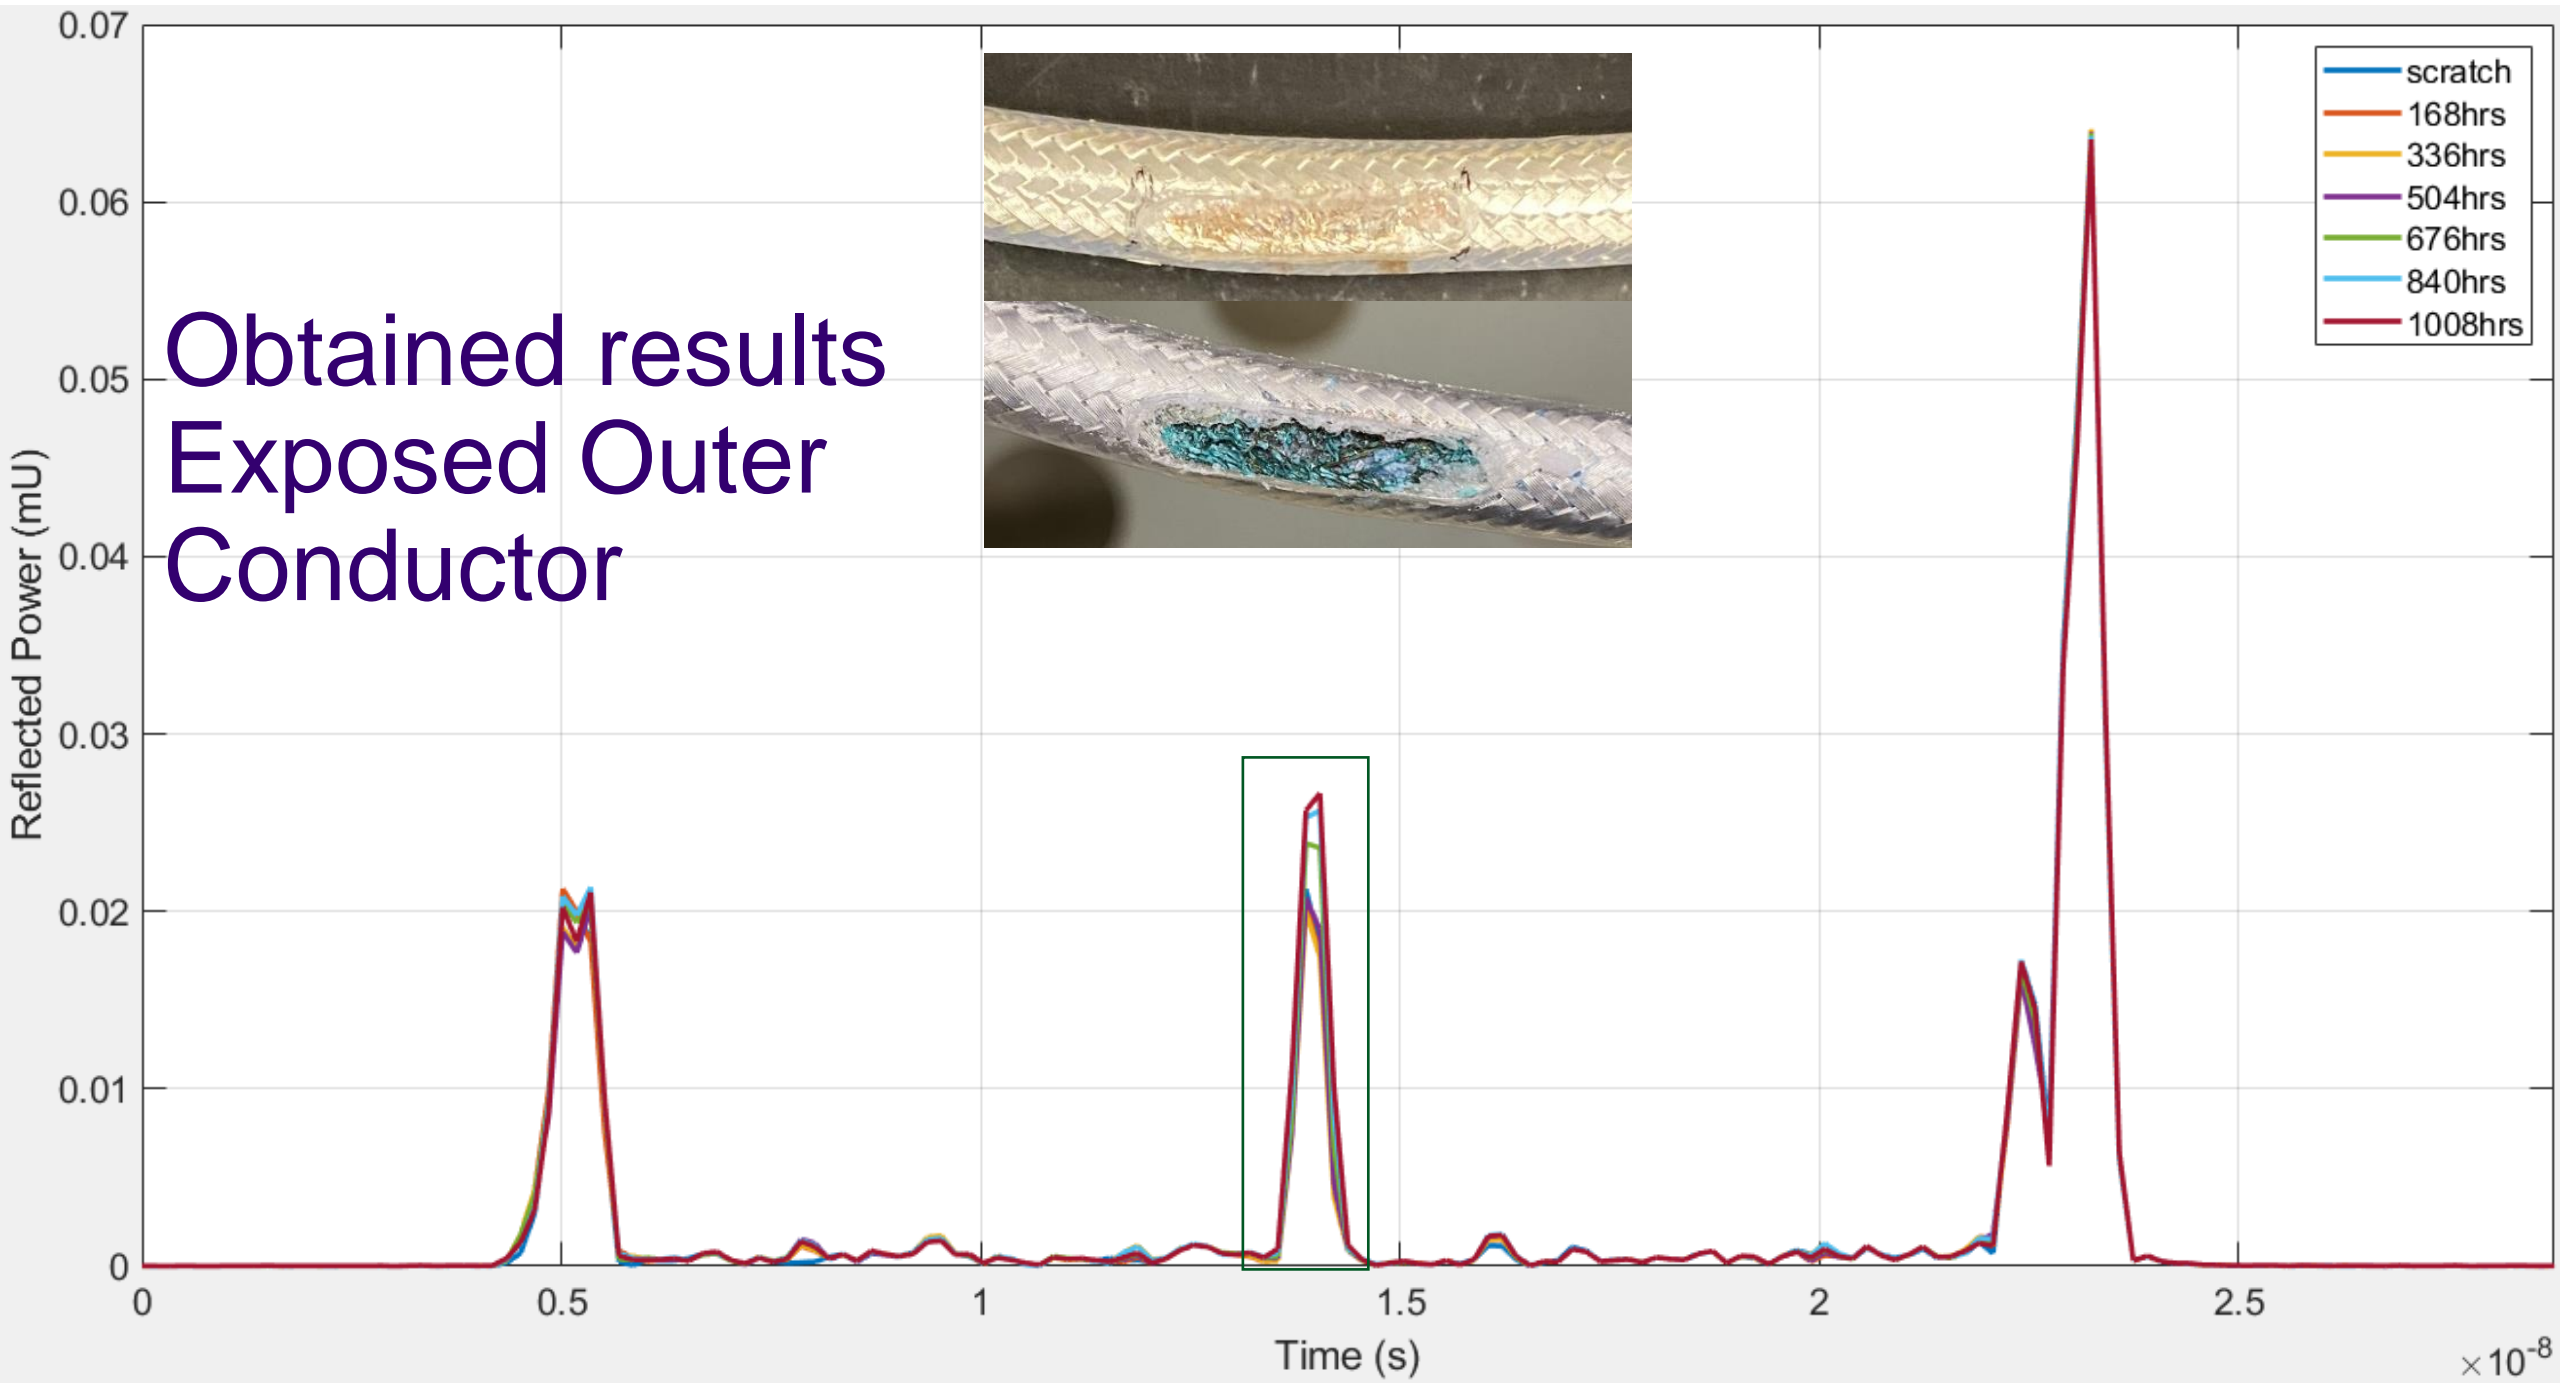 0.07
0.06
0.05
0.04
0.03
0.02
0.01
0
Reflected Power (mU)
Obtained results
Exposed Outer
Conductor
scratch
168hrs
336hrs
504hrs
676hrs
840hrs
1008hrs
0
0.5
1
1.5
2
2.5
Time (s)
×10⁻⁸